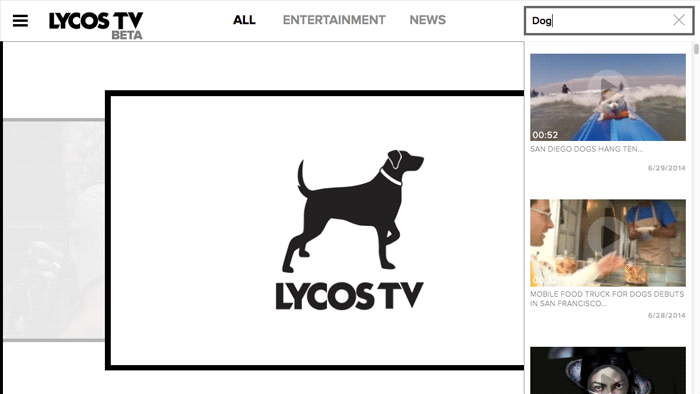 LYCOS TV
BETA
ALL
ENTERTAINMENT
NEWS
Dog
00:52
SAN DIEGO DOGS HANG TEN...
6/29/2014
LYCOS TV
MOBILE FOOD TRUCK FOR DOGS DEBUTS
IN SAN FRANCISCO...
6/28/2014